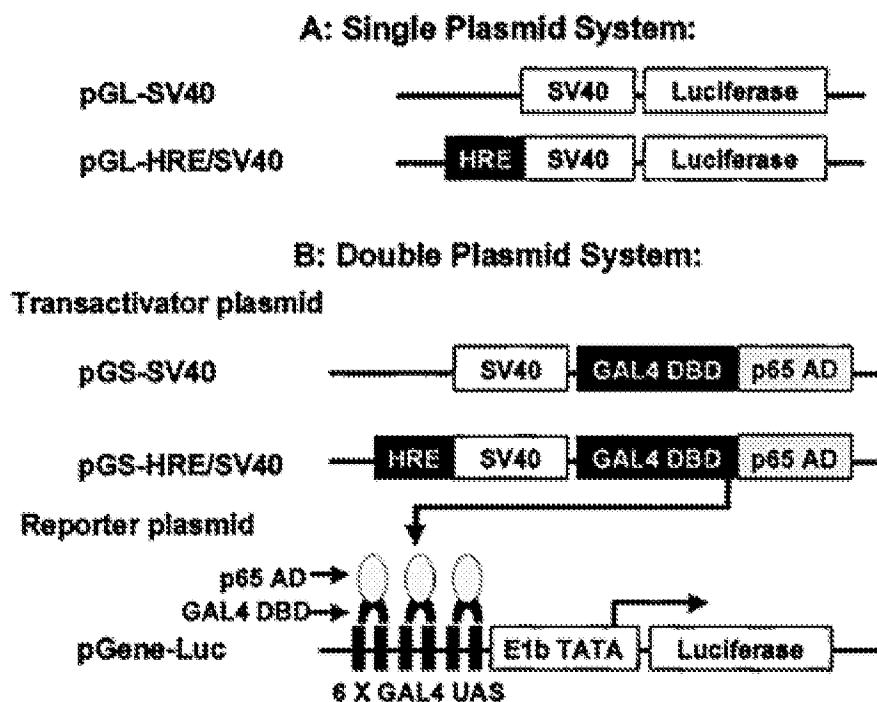 A: Single Plasmid System:
pGL-SV40 SV40 Luciferase
pGL-HRE/SV40 HRE SV40 Luciferase
B: Double Plasmid System:
Transactivator plasmid
pGS-SV40 SV40 GAL4 DBD p65 AD
pGS-HRE/SV40 HRE SV40 GAL4 DBD p65 AD
Reporter plasmid
p65 AD
GAL4 DBD
pGene-Luc E1b TATA Luciferase
6 X GAL4 UAS